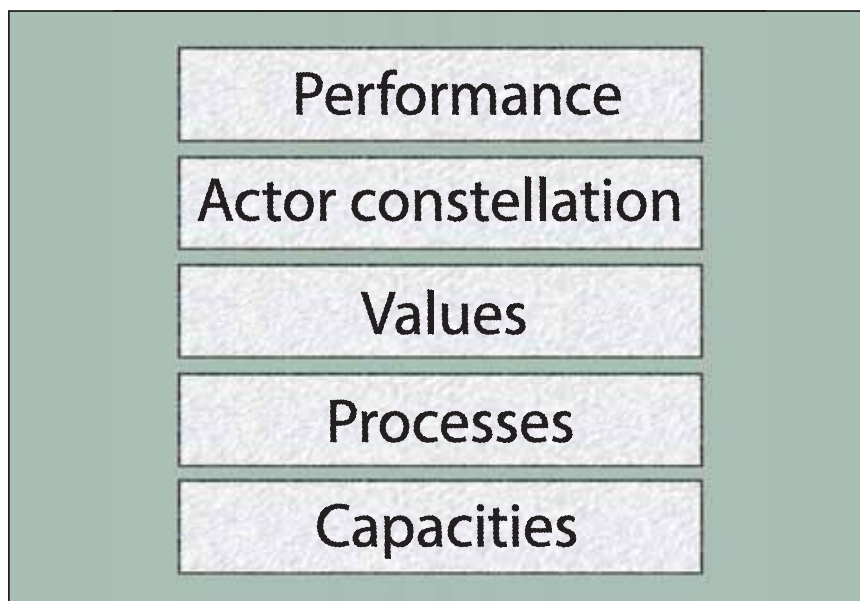 Performance
Actor constellation
Values
Processes
Capacities